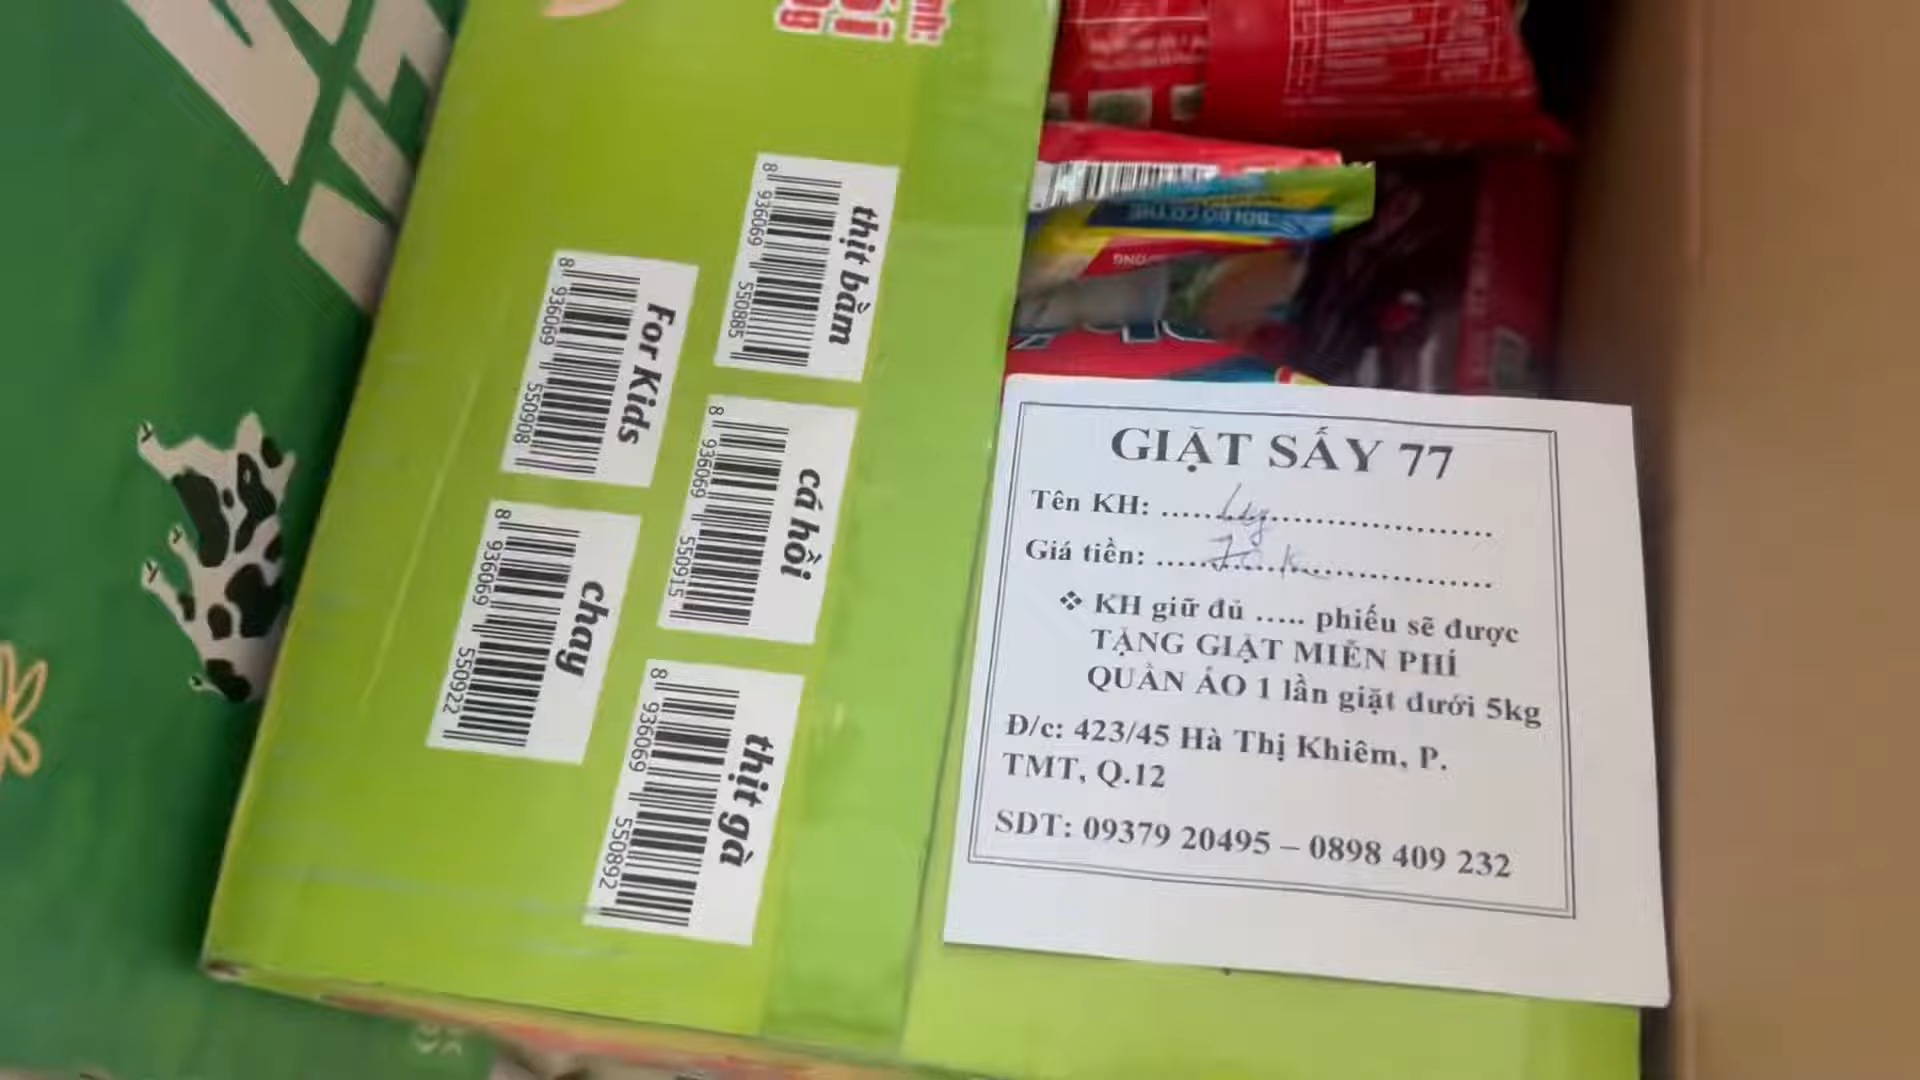 thịt bằm
8 936069 550885
For Kids
8 936069 550908
cá hồi
8 936069 550915
chay
8 936069 550922
thịt gà
8 936069 550892
GIẶT SẤY 77
Tên KH: ....................................
Giá tiền: ....................................
❖ KH giữ đủ ..... phiếu sẽ được
TẶNG GIẶT MIỄN PHÍ
QUẦN ÁO 1 lần giặt dưới 5kg
Đ/c: 423/45 Hà Thị Khiêm, P.
TMT, Q.12
SDT: 09379 20495 – 0898 409 232